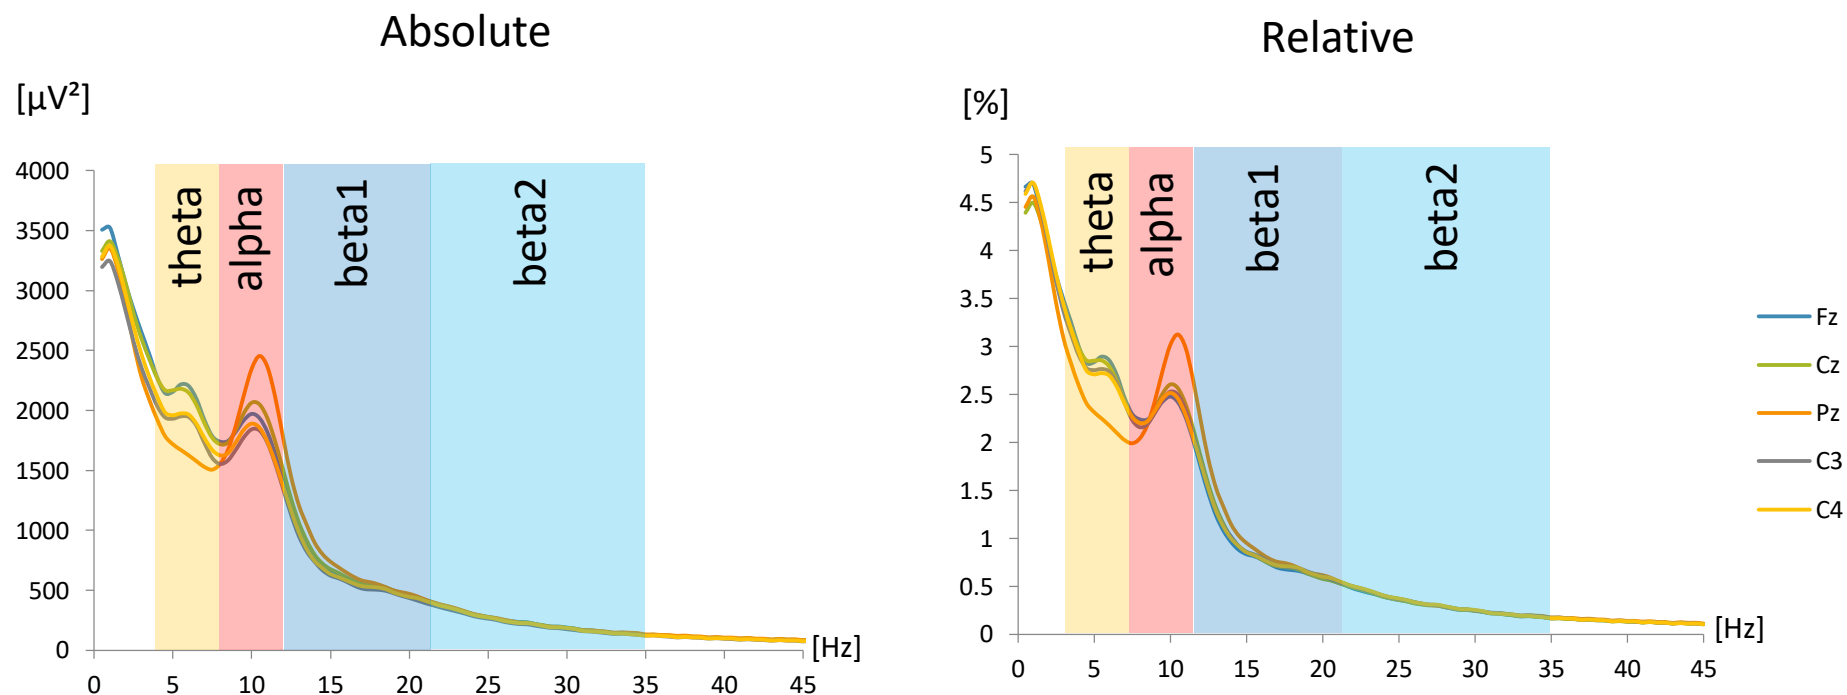 Absolute
[µV²]
4000
3500
3000
2500
2000
1500
1000
500
0
theta
alpha
beta1
beta2
0 5 10 15 20 25 30 35 40 45
[Hz]
Relative
[%]
5
4.5
4
3.5
3
2.5
2
1.5
1
0.5
0
theta
alpha
beta1
beta2
0 5 10 15 20 25 30 35 40 45
[Hz]
Fz
Cz
Pz
C3
C4